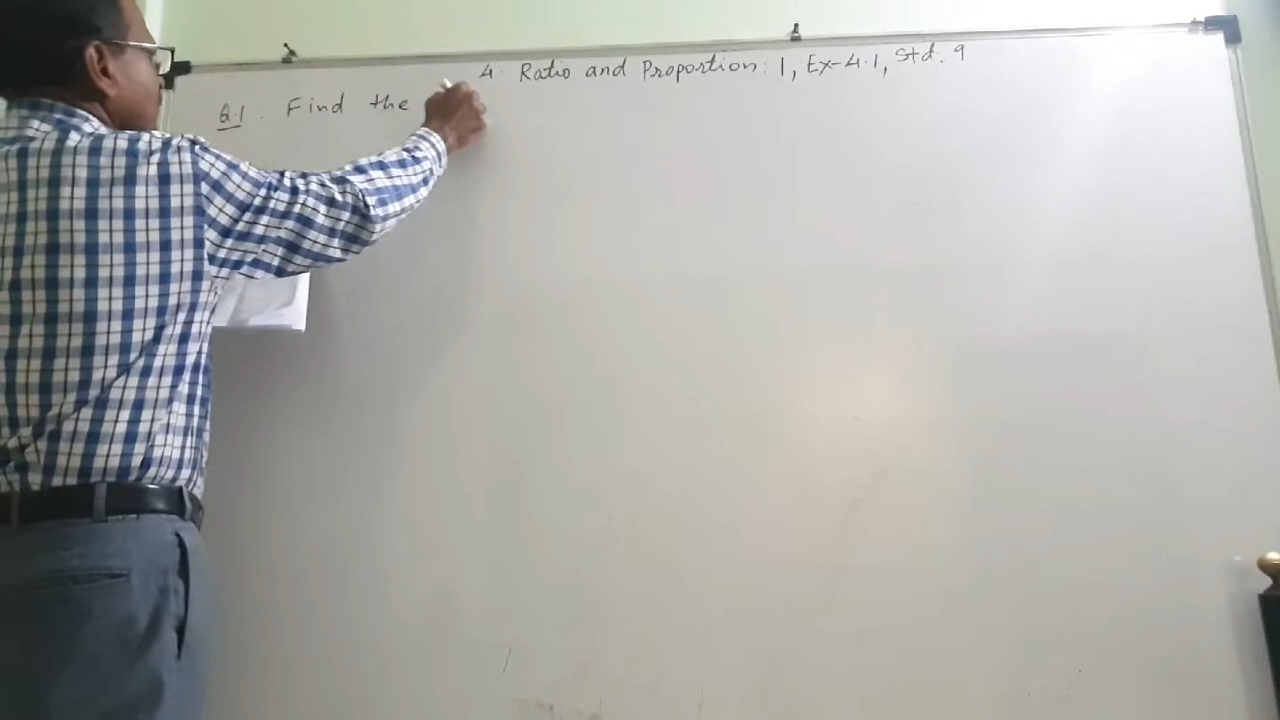 4. Ratio and Proportion: 1, Ex-4.1, Std. 9
Q.1. Find the